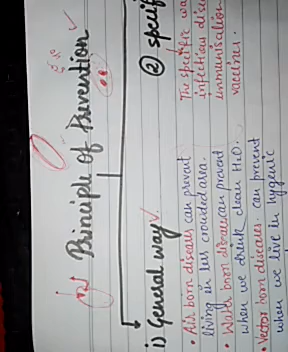 Principle of Prevention
i) General way
• Air born diseases can prevent
living in less crowded area.
• Water born diseases can prevent
when we drink clean H2O.
• Vector born diseases. can prevent
when we live in hygenic
② specif
The specific wa
infectious dise
immunisation
vaccines.